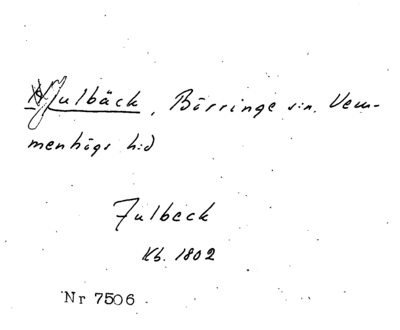 Julbäck, Börringe sn. Vem-
menhögs hd
Julbeck
Kb. 1802
Nr 7506